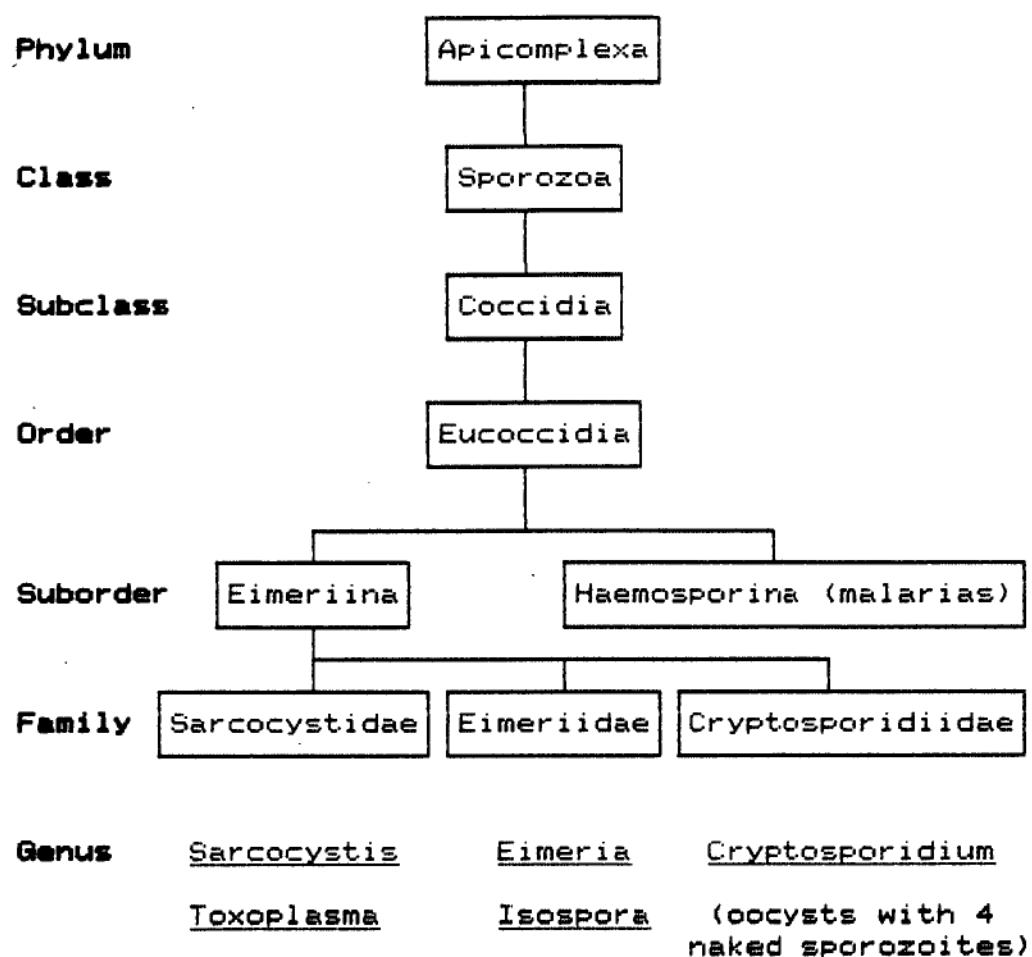 Phylum Apicomplexa
Class Sporozoa
Subclass Coccidia
Order Eucoccidia
Suborder Eimeriina Haemosporina (malarias)
Family Sarcocystidae Eimeriidae Cryptosporidiidae
Genus Sarcocystis Eimeria Cryptosporidium
Toxoplasma Isospora (oocysts with 4
naked sporozoites)